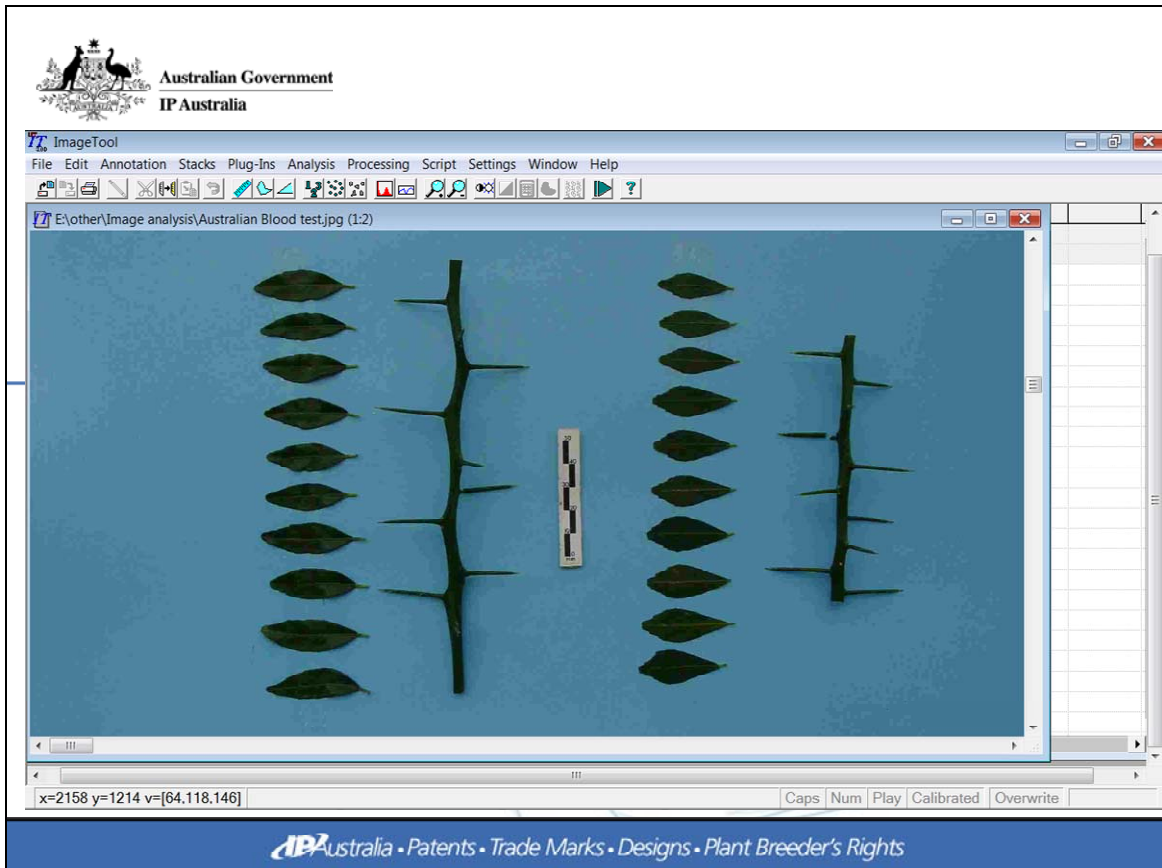 Australian Government
IP Australia
ImageTool
File Edit Annotation Stacks Plug-Ins Analysis Processing Script Settings Window Help
E:\other\Image analysis\Australian Blood test.jpg (1:2)
x=2158 y=1214 v=[64,118,146]
Caps Num Play Calibrated Overwrite
IP Australia • Patents • Trade Marks • Designs • Plant Breeder's Rights